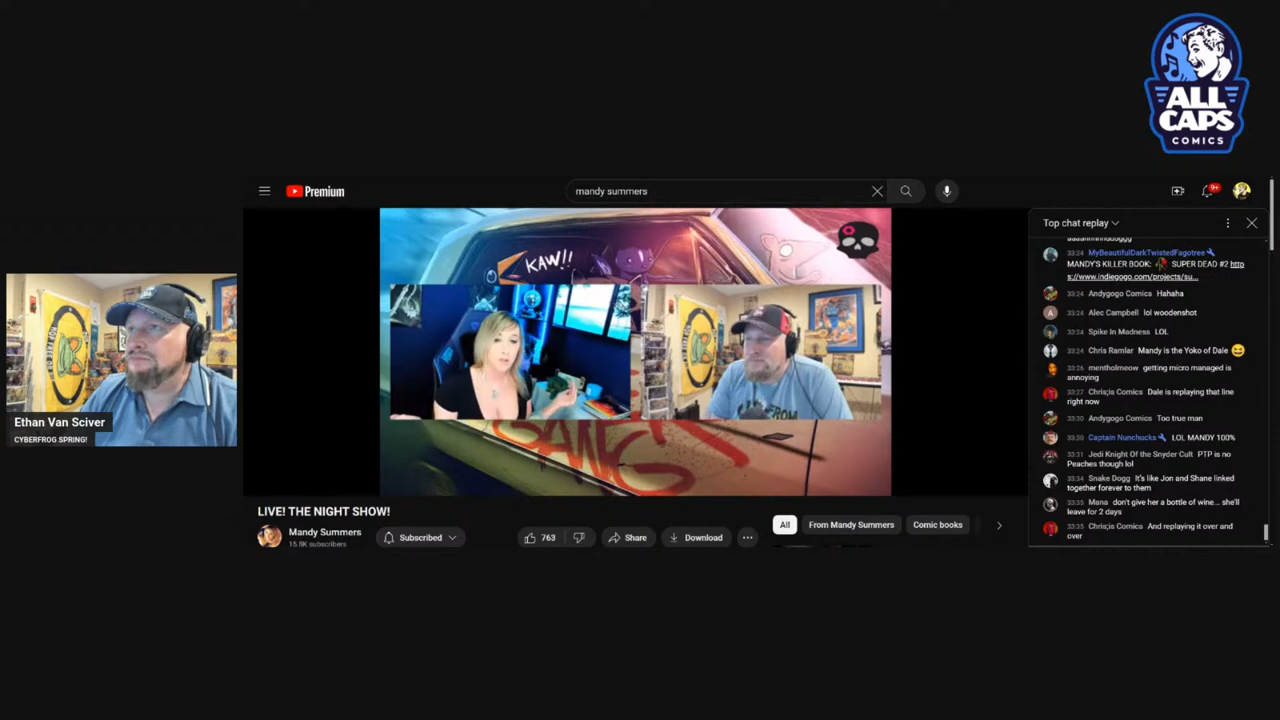 ALL
CAPS
COMICS
Premium
mandy summers
9+
Top chat replay
KAW!!
GANG
Ethan Van Sciver
CYBERFROG SPRING!
33:24 MyBeautifulDarkTwistedFagotree
MANDY'S KILLER BOOK: SUPER DEAD #2 http
s://www.indiegogo.com/projects/su...
33:24 Andygogo Comics Hahaha
33:24 Alec Campbell lol woodenshot
33:24 Spike In Madness LOL
33:24 Chris Ramlar Mandy is the Yoko of Dale
33:26 mentholmeow getting micro managed is
annoying
33:27 Chris;is Comics Dale is replaying that line
right now
33:30 Andygogo Comics Too true man
33:30 Captain Nunchucks LOL MANDY 100%
33:31 Jedi Knight Of the Snyder Cult PTP is no
Peaches though lol
33:34 Snake Dogg It's like Jon and Shane linked
together forever to them
33:35 Mana don't give her a bottle of wine... she'll
leave for 2 days
33:35 Chris;is Comics And replaying it over and
over
LIVE! THE NIGHT SHOW!
Mandy Summers
15.8K subscribers
Subscribed
763
Share
Download
All
From Mandy Summers
Comic books